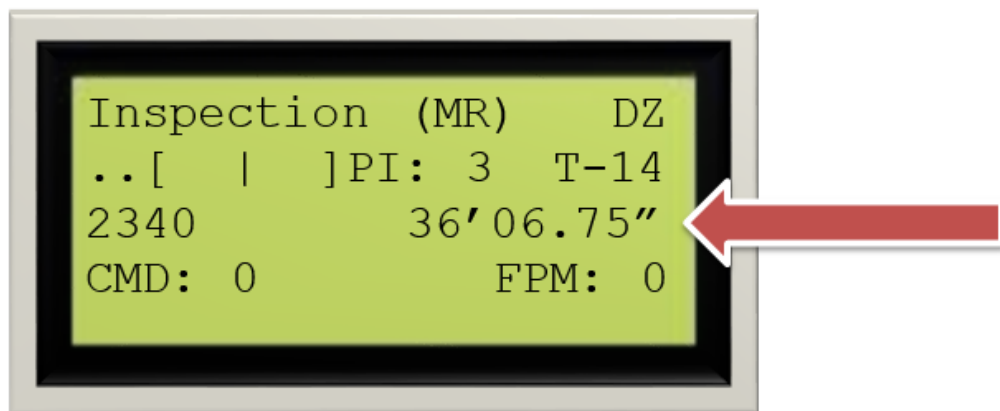 Inspection (MR) DZ
..[ | ]PI: 3 T-14
2340 36′06.75″
CMD: 0 FPM: 0